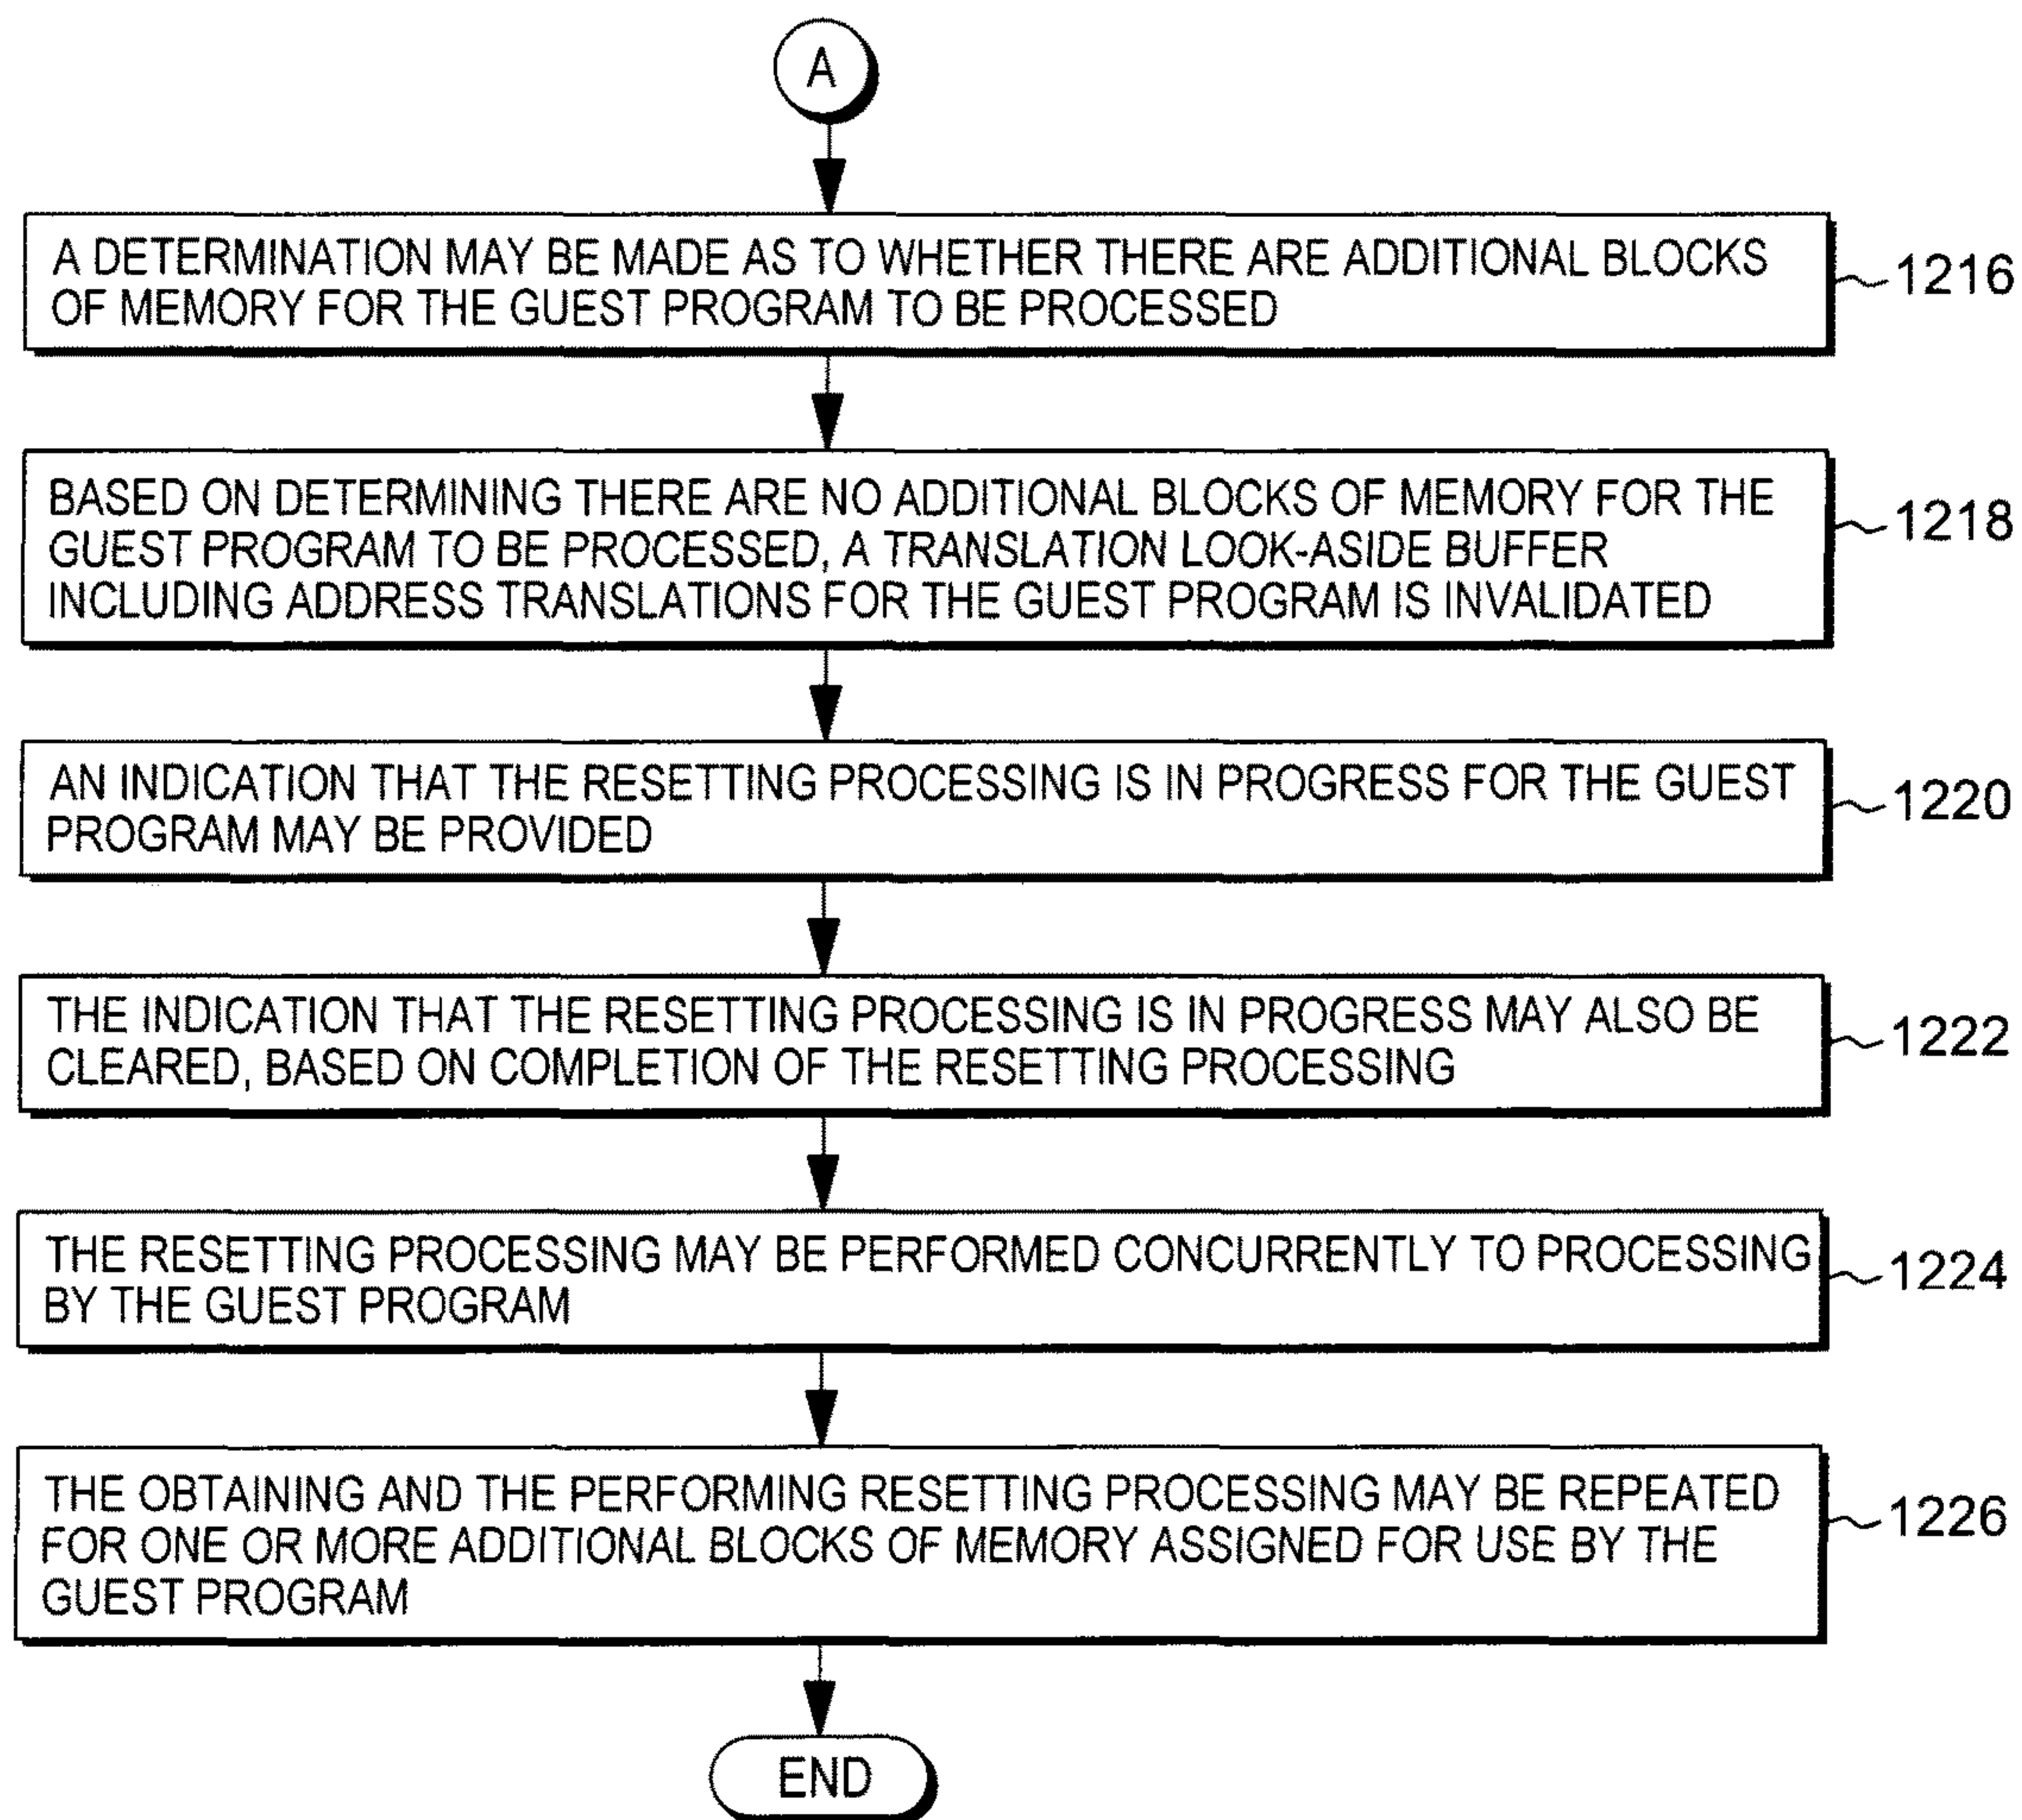 A
A DETERMINATION MAY BE MADE AS TO WHETHER THERE ARE ADDITIONAL BLOCKS
OF MEMORY FOR THE GUEST PROGRAM TO BE PROCESSED
1216
BASED ON DETERMINING THERE ARE NO ADDITIONAL BLOCKS OF MEMORY FOR THE
GUEST PROGRAM TO BE PROCESSED, A TRANSLATION LOOK-ASIDE BUFFER
INCLUDING ADDRESS TRANSLATIONS FOR THE GUEST PROGRAM IS INVALIDATED
1218
AN INDICATION THAT THE RESETTING PROCESSING IS IN PROGRESS FOR THE GUEST
PROGRAM MAY BE PROVIDED
1220
THE INDICATION THAT THE RESETTING PROCESSING IS IN PROGRESS MAY ALSO BE
CLEARED, BASED ON COMPLETION OF THE RESETTING PROCESSING
1222
THE RESETTING PROCESSING MAY BE PERFORMED CONCURRENTLY TO PROCESSING
BY THE GUEST PROGRAM
1224
THE OBTAINING AND THE PERFORMING RESETTING PROCESSING MAY BE REPEATED
FOR ONE OR MORE ADDITIONAL BLOCKS OF MEMORY ASSIGNED FOR USE BY THE
GUEST PROGRAM
1226
END